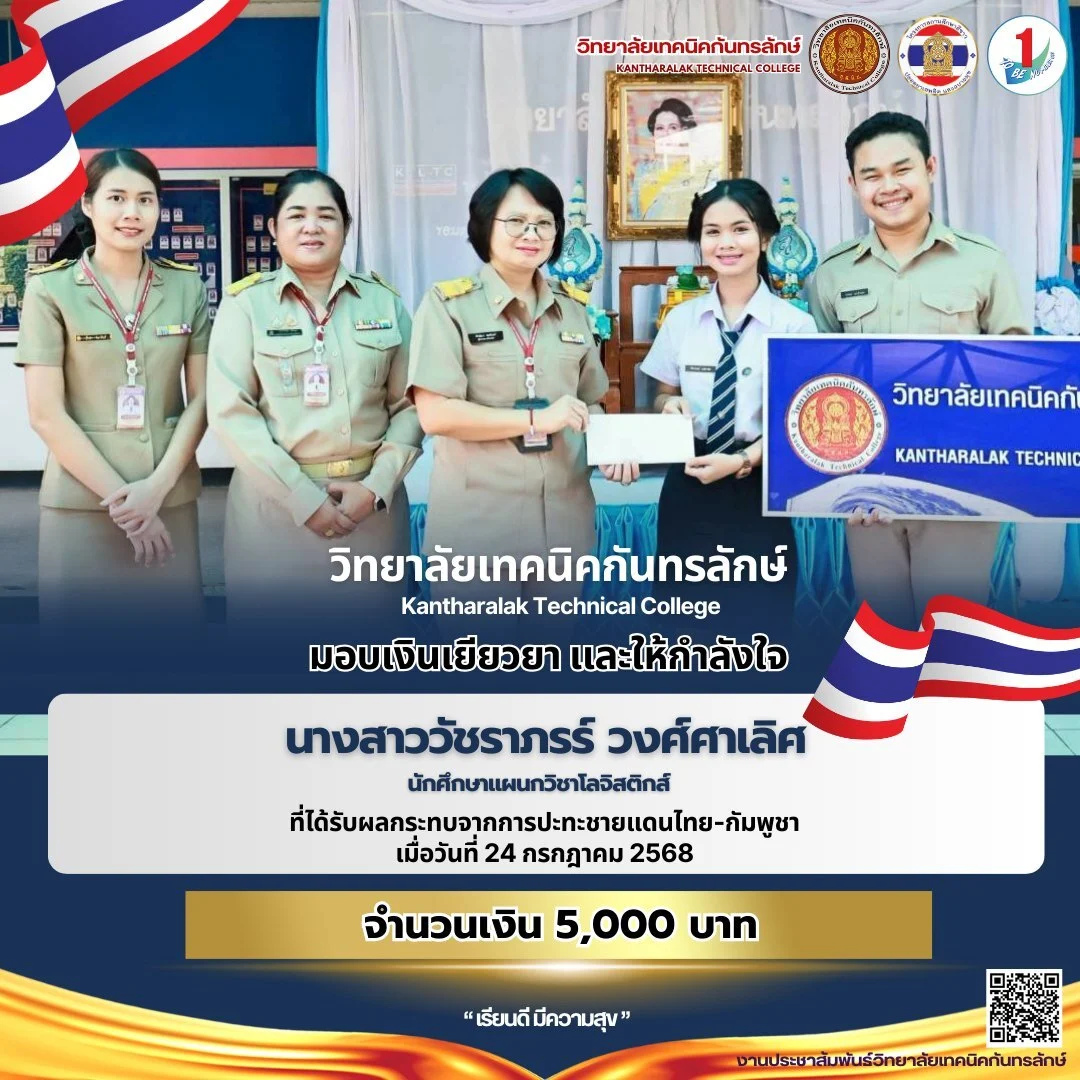 วิทยาลัยเทคนิคกันทรลักษ์
KANTHARALAK TECHNICAL COLLEGE
Kantharalak Technical College
1
K LTC
วิทยาลัยเทคนิคกั
KANTHARALAK TECHNIC
Kantharalak Technical College
วิทยาลัยเทคนิคกันทรลักษ์
Kantharalak Technical College
มอบเงินเยียวยา และให้กำลังใจ
นางสาววัชราภรร์ วงศ์ศาเลิศ
นักศึกษาแผนกวิชาโลจิสติกส์
ที่ได้รับผลกระทบจากการปะทะชายแดนไทย-กัมพูชา
เมื่อวันที่ 24 กรกฎาคม 2568
จำนวนเงิน 5,000 บาท
“ เรียนดี มีความสุข ”
งานประชาสัมพันธ์วิทยาลัยเทคนิคกันทรลักษ์